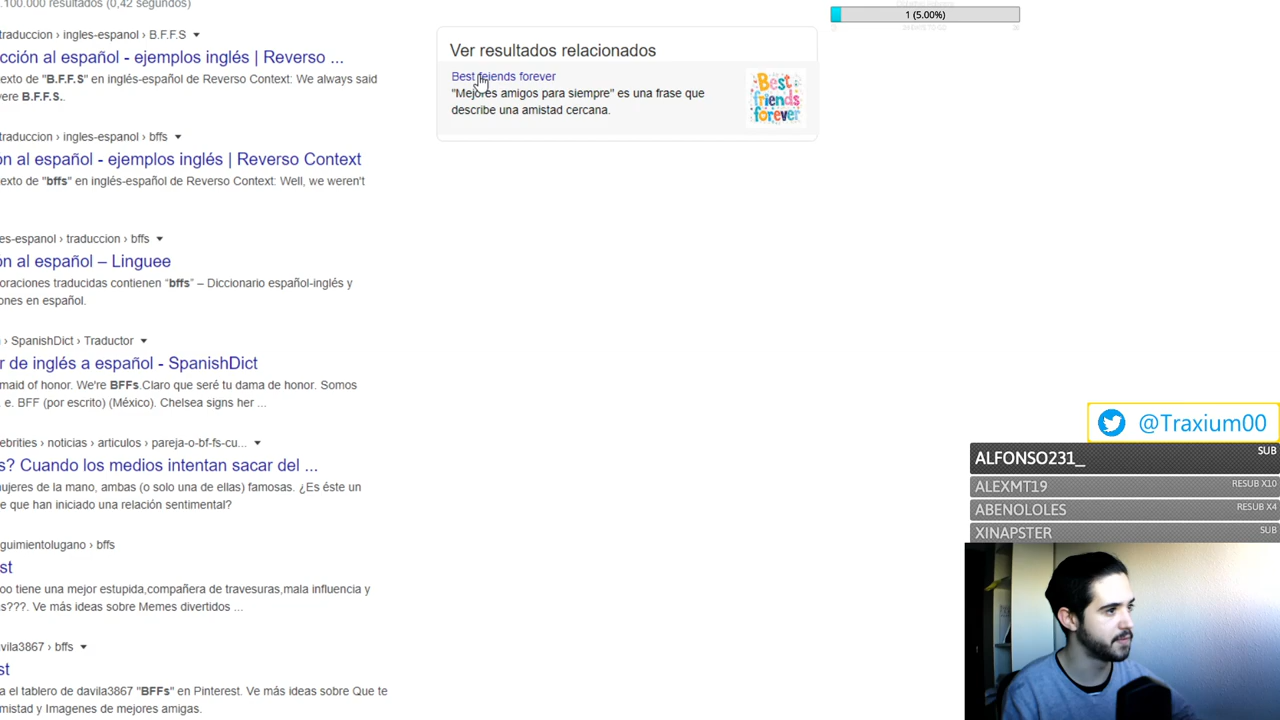 .100.000 resultados (0,42 segundos)
traduccion › ingles-espanol › B.F.F.S
cción al español - ejemplos inglés | Reverso ...
texto de "B.F.F.S" en inglés-español de Reverso Context: We always said
vere B.F.F.S..
traduccion › ingles-espanol › bffs
ón al español - ejemplos inglés | Reverso Context
exto de "bffs" en inglés-español de Reverso Context: Well, we weren't
es-espanol › traduccion › bffs
ón al español – Linguee
oraciones traducidas contienen "bffs" – Diccionario español-inglés y
ones en español.
› SpanishDict › Traductor
r de inglés a español - SpanishDict
maid of honor. We're BFFs.Claro que seré tu dama de honor. Somos
. e. BFF (por escrito) (México). Chelsea signs her ...
ebrities › noticias › articulos › pareja-o-bf-fs-cu...
s? Cuando los medios intentan sacar del ...
ujeres de la mano, ambas (o solo una de ellas) famosas. ¿Es éste un
e que han iniciado una relación sentimental?
guimientolugano › bffs
st
oo tiene una mejor estupida,compañera de travesuras,mala influencia y
s???. Ve más ideas sobre Memes divertidos ...
avila3867 › bffs
st
a el tablero de davila3867 "BFFs" en Pinterest. Ve más ideas sobre Que te
mistad y Imagenes de mejores amigas.
Ver resultados relacionados
Best friends forever
"Mejores amigos para siempre" es una frase que
describe una amistad cercana.
Best
friends
forever
1 (5.00%)
@Traxium00
ALFONSO231_ SUB
ALEXMT19 RESUB X10
ABENOLOLES RESUB X4
XINAPSTER SUB